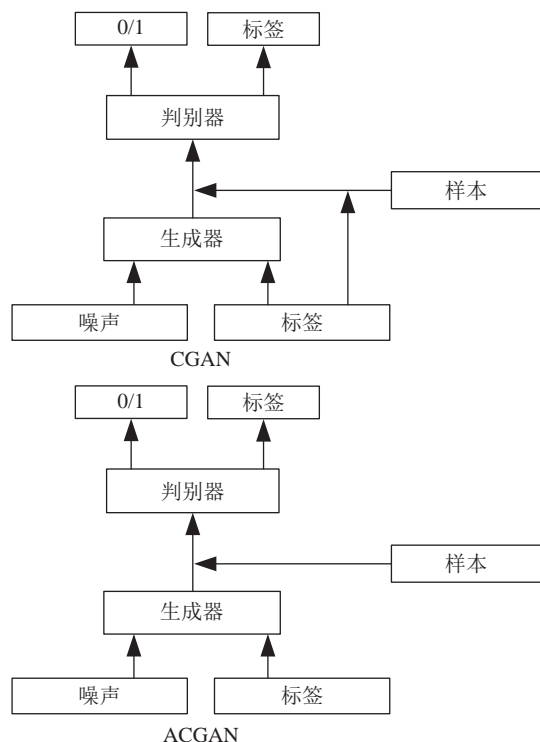 0/1 标签
判别器
样本
生成器
噪声 标签
CGAN
0/1 标签
判别器
样本
生成器
噪声 标签
ACGAN